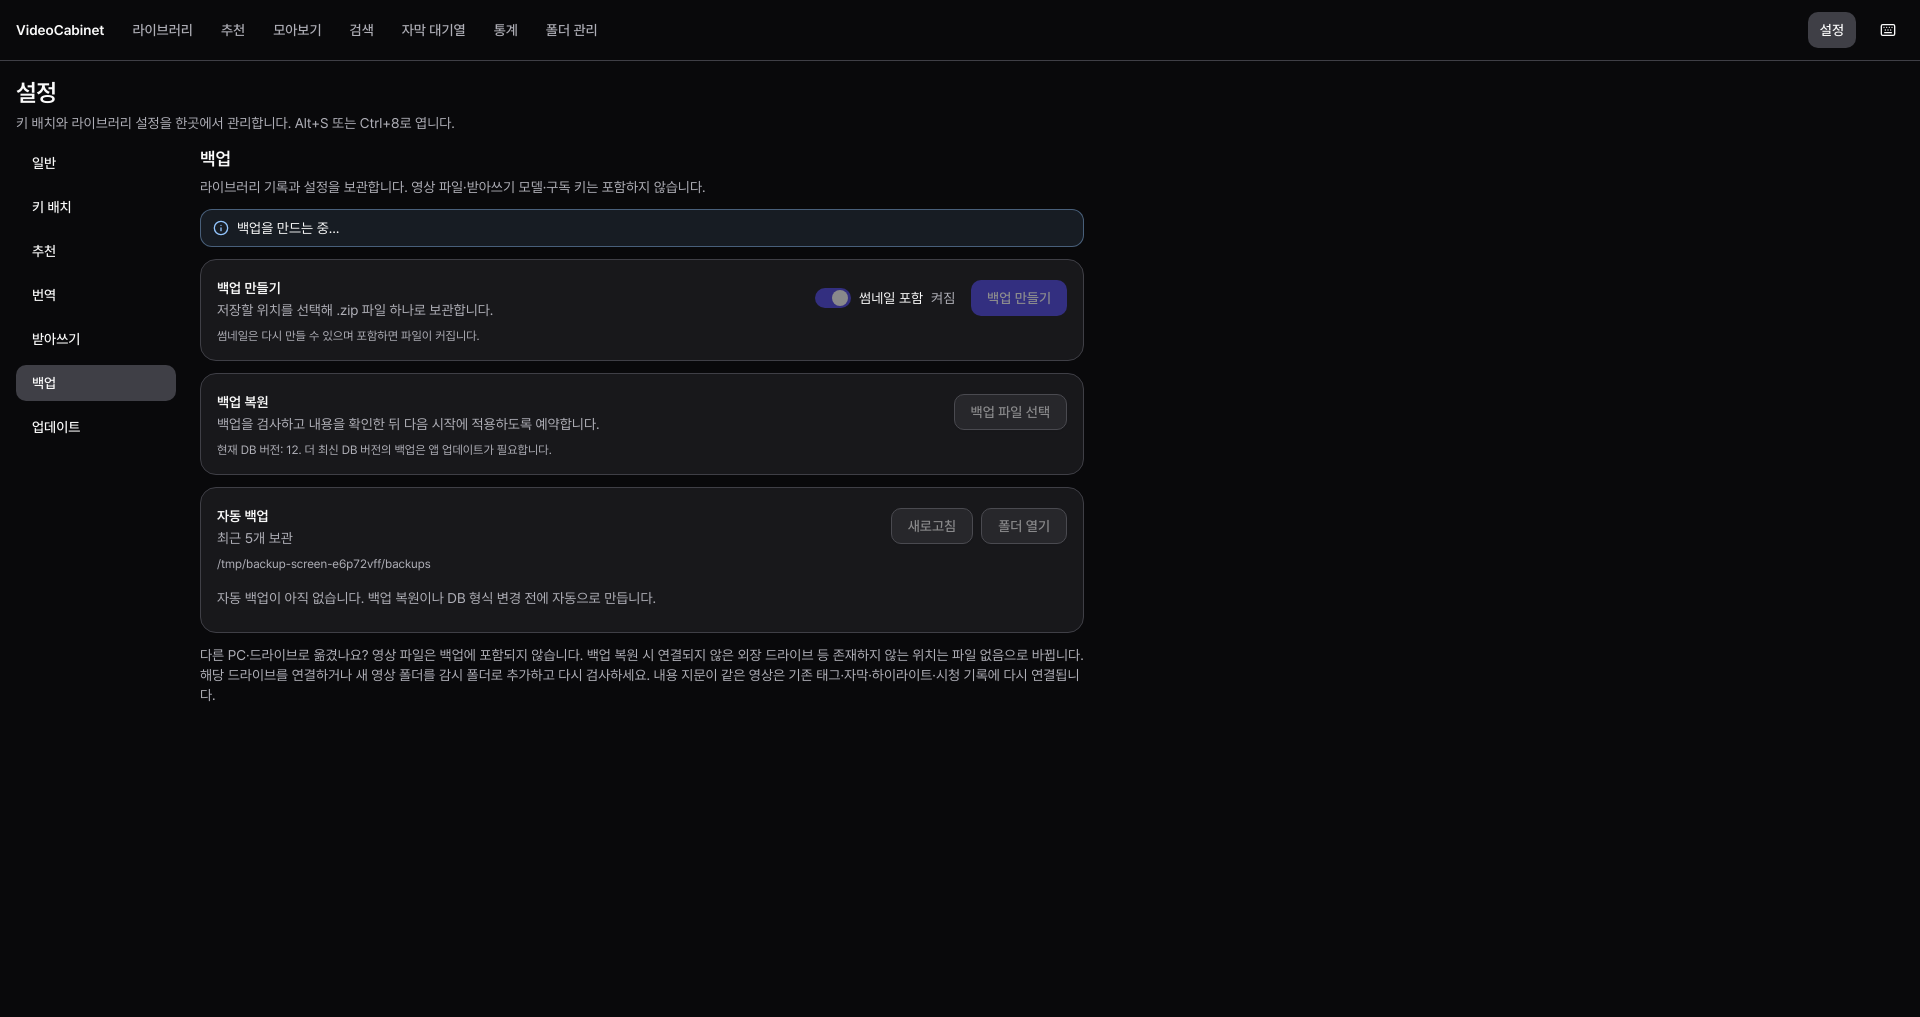 VideoCabinet 라이브러리 추천 모아보기 검색 자막 대기열 통계 폴더 관리 설정
설정
키 배치와 라이브러리 설정을 한곳에서 관리합니다. Alt+S 또는 Ctrl+8로 엽니다.
일반
키 배치
추천
번역
받아쓰기
백업
업데이트
백업
라이브러리 기록과 설정을 보관합니다. 영상 파일·받아쓰기 모델·구독 키는 포함하지 않습니다.
백업을 만드는 중...
백업 만들기
저장할 위치를 선택해 .zip 파일 하나로 보관합니다.
썸네일은 다시 만들 수 있으며 포함하면 파일이 커집니다.
썸네일 포함 켜짐 백업 만들기
백업 복원
백업을 검사하고 내용을 확인한 뒤 다음 시작에 적용하도록 예약합니다.
현재 DB 버전: 12. 더 최신 DB 버전의 백업은 앱 업데이트가 필요합니다.
백업 파일 선택
자동 백업
최근 5개 보관
/tmp/backup-screen-e6p72vff/backups
새로고침 폴더 열기
자동 백업이 아직 없습니다. 백업 복원이나 DB 형식 변경 전에 자동으로 만듭니다.
다른 PC·드라이브로 옮겼나요? 영상 파일은 백업에 포함되지 않습니다. 백업 복원 시 연결되지 않은 외장 드라이브 등 존재하지 않는 위치는 파일 없음으로 바뀝니다.
해당 드라이브를 연결하거나 새 영상 폴더를 감시 폴더로 추가하고 다시 검사하세요. 내용 지문이 같은 영상은 기존 태그·자막·하이라이트·시청 기록에 다시 연결됩니
다.